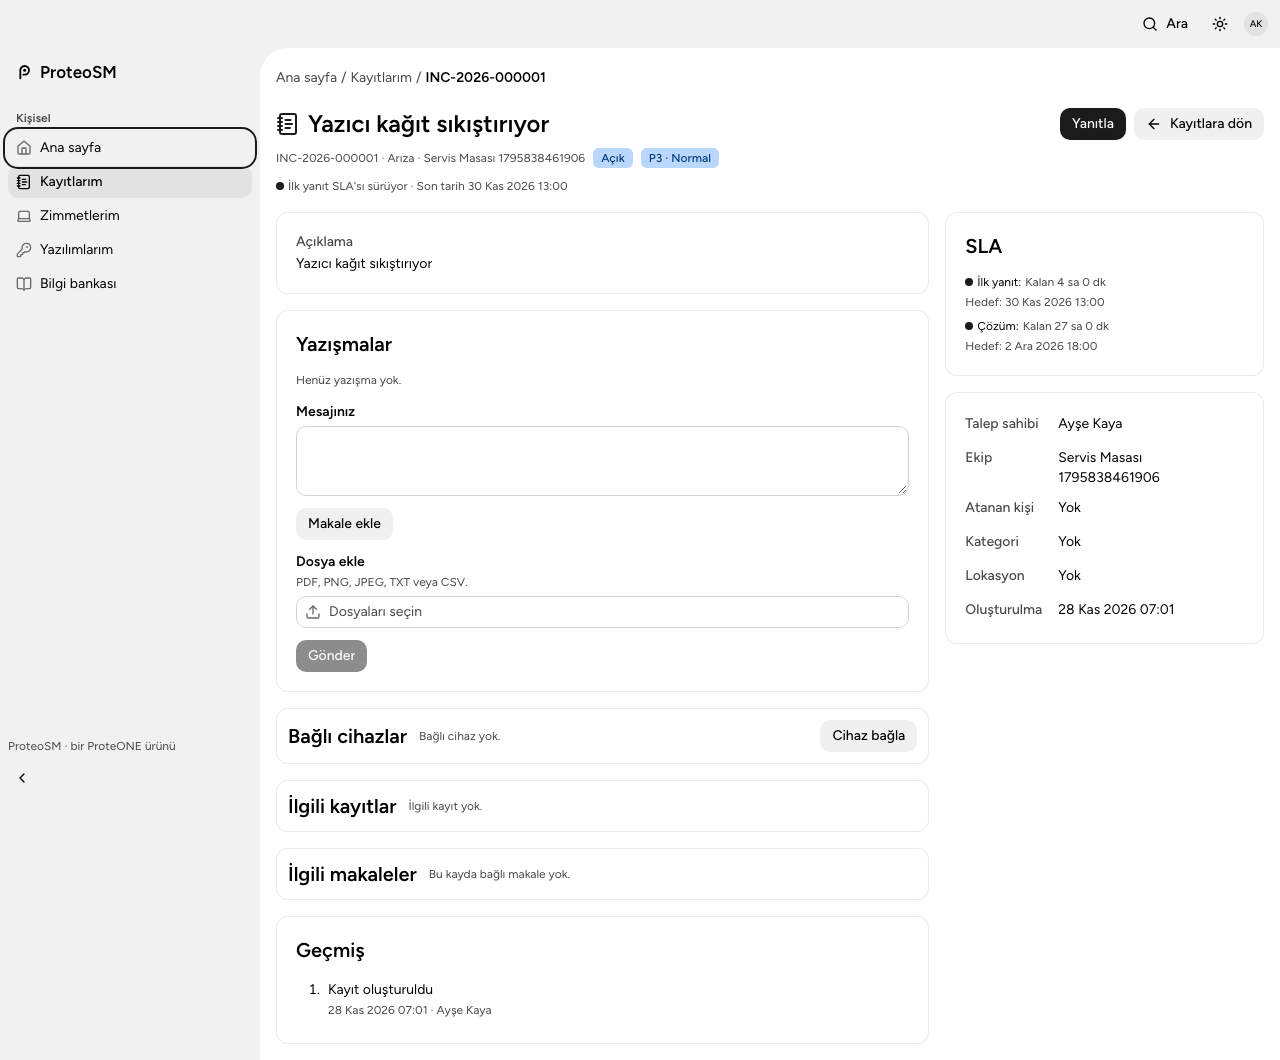 Ara
AK
ProteoSM
Kişisel
Ana sayfa
Kayıtlarım
Zimmetlerim
Yazılımlarım
Bilgi bankası
ProteoSM · bir ProteONE ürünü
Ana sayfa / Kayıtlarım / INC-2026-000001
Yazıcı kağıt sıkıştırıyor
Yanıtla
Kayıtlara dön
INC-2026-000001 · Arıza · Servis Masası 1795838461906 Açık P3 · Normal
İlk yanıt SLA'sı sürüyor · Son tarih 30 Kas 2026 13:00
Açıklama
Yazıcı kağıt sıkıştırıyor
Yazışmalar
Henüz yazışma yok.
Mesajınız
Makale ekle
Dosya ekle
PDF, PNG, JPEG, TXT veya CSV.
Dosyaları seçin
Gönder
Bağlı cihazlar Bağlı cihaz yok. Cihaz bağla
İlgili kayıtlar İlgili kayıt yok.
İlgili makaleler Bu kayda bağlı makale yok.
Geçmiş
1. Kayıt oluşturuldu
28 Kas 2026 07:01 · Ayşe Kaya
SLA
İlk yanıt: Kalan 4 sa 0 dk
Hedef: 30 Kas 2026 13:00
Çözüm: Kalan 27 sa 0 dk
Hedef: 2 Ara 2026 18:00
Talep sahibi Ayşe Kaya
Ekip Servis Masası
1795838461906
Atanan kişi Yok
Kategori Yok
Lokasyon Yok
Oluşturulma 28 Kas 2026 07:01